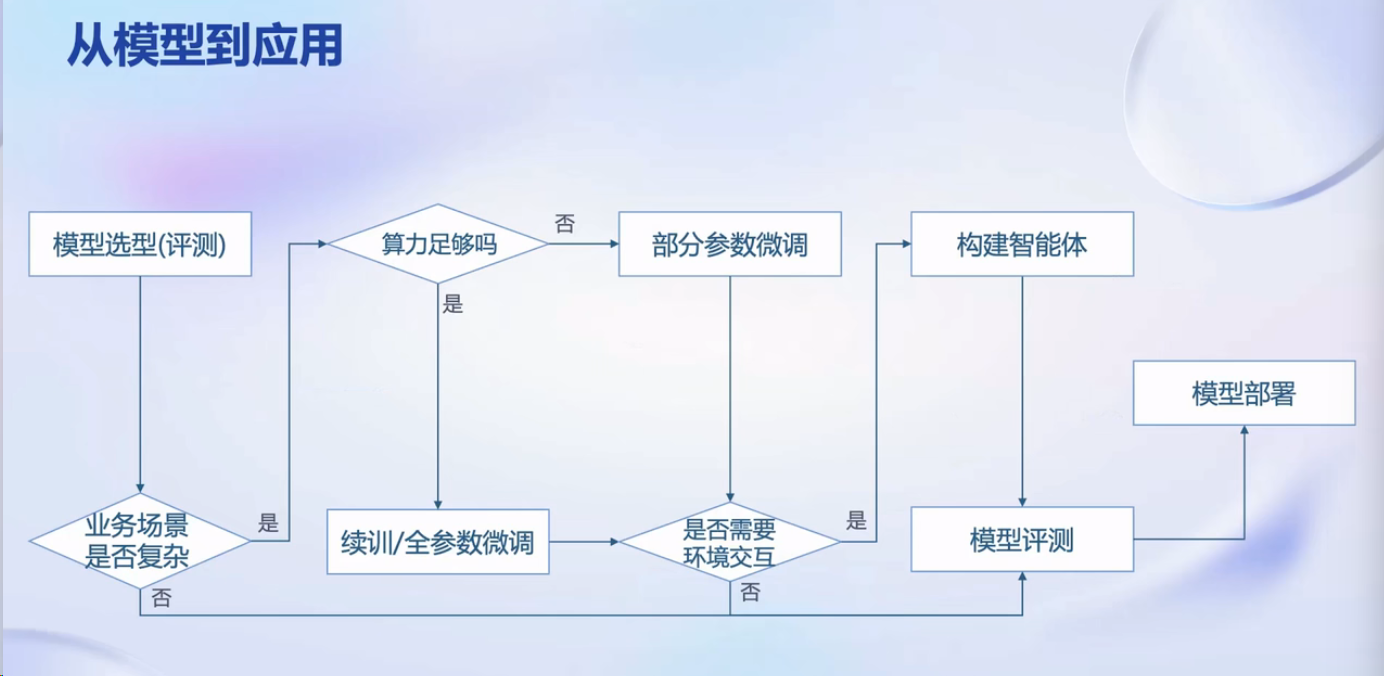 从模型到应用
模型选型(评测)
算力足够吗
否
部分参数微调
构建智能体
是
模型部署
业务场景
是否复杂
是
否
续训/全参数微调
是否需要
环境交互
是
否
模型评测